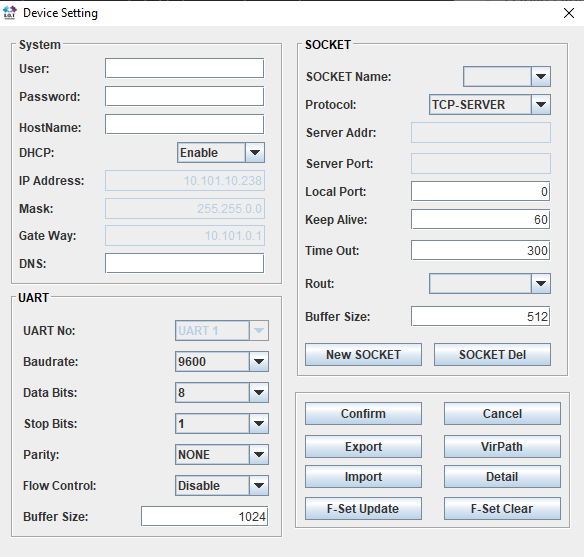 Device Setting
System
User:
Password:
HostName:
DHCP: Enable
IP Address: 10.101.10.238
Mask: 255.255.0.0
Gate Way: 10.101.0.1
DNS:
UART
UART No: UART 1
Baudrate: 9600
Data Bits: 8
Stop Bits: 1
Parity: NONE
Flow Control: Disable
Buffer Size: 1024
SOCKET
SOCKET Name:
Protocol: TCP-SERVER
Server Addr:
Server Port:
Local Port: 0
Keep Alive: 60
Time Out: 300
Rout:
Buffer Size: 512
New SOCKET SOCKET Del
Confirm Cancel
Export VirPath
Import Detail
F-Set Update F-Set Clear